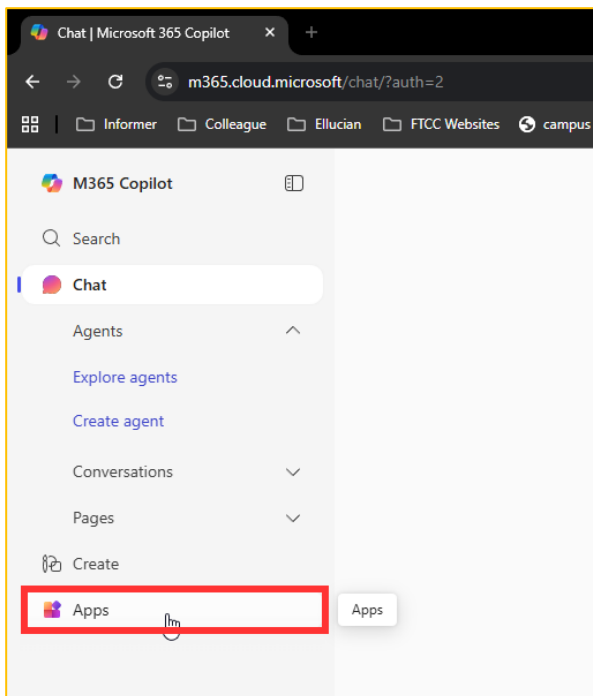 Chat | Microsoft 365 Copilot
m365.cloud.microsoft/chat/?auth=2
Informer Colleague Ellucian FTCC Websites campus
M365 Copilot
Search
Chat
Agents
Explore agents
Create agent
Conversations
Pages
Create
Apps Apps